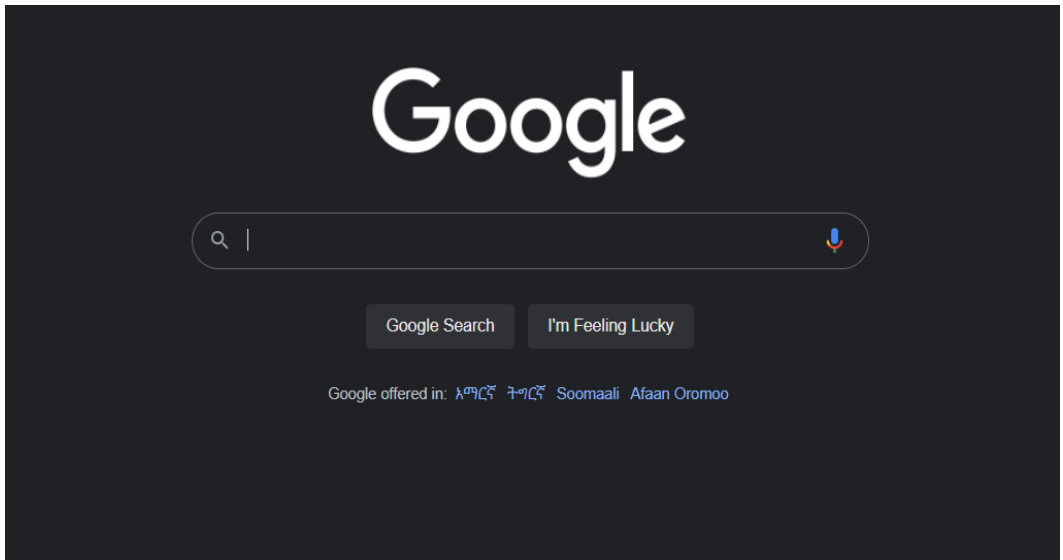 Google
Google Search I'm Feeling Lucky
Google offered in: አማርኛ ትግርኛ Soomaali Afaan Oromoo